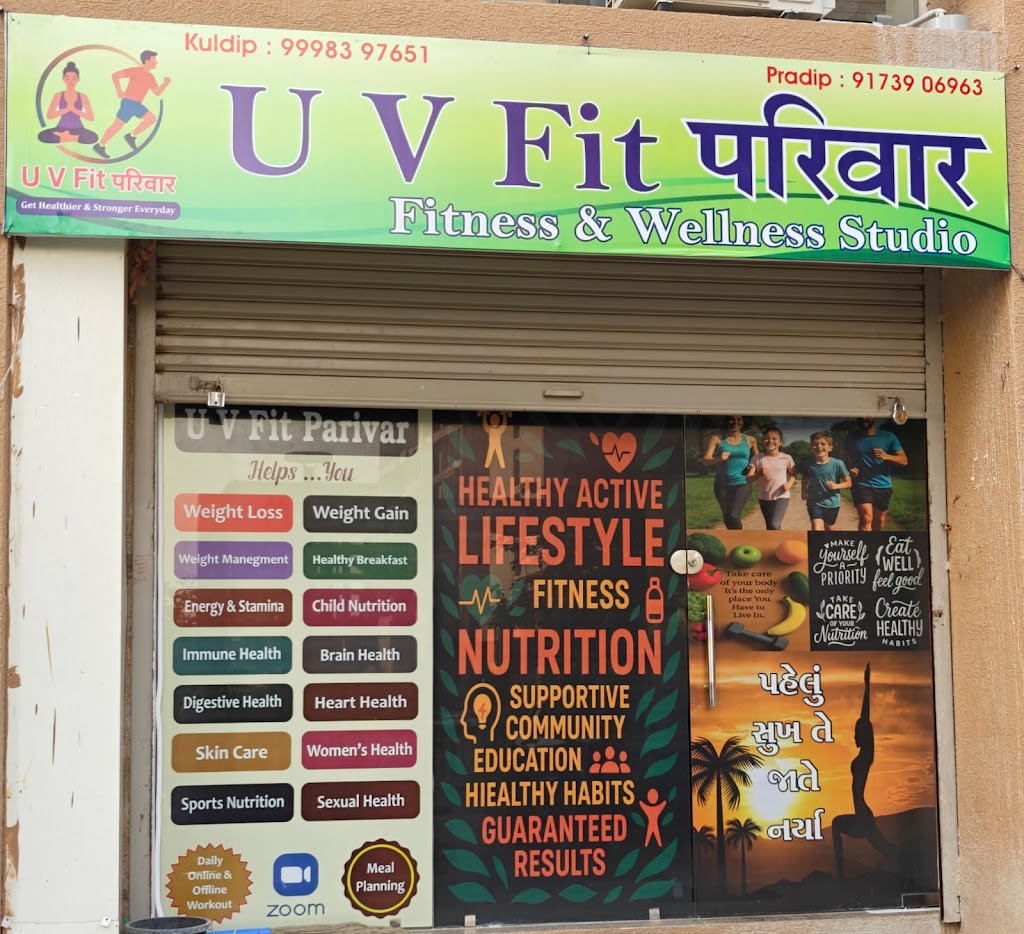 Kuldip : 99983 97651
Pradip : 91739 06963
U V Fit परिवार
Fitness & Wellness Studio
U V Fit परिवार
Get Healthier & Stronger Everyday
U V Fit Parivar
Helps ...You
Weight Loss
Weight Gain
Weight Manegment
Healthy Breakfast
Energy & Stamina
Child Nutrition
Immune Health
Brain Health
Digestive Health
Heart Health
Skin Care
Women's Health
Sports Nutrition
Sexual Health
Daily
Online &
Offline
Workout
zoom
Meal
Planning
HEALTHY ACTIVE
LIFESTYLE
FITNESS
NUTRITION
SUPPORTIVE
COMMUNITY
EDUCATION
HIEALTHY HABITS
GUARANTEED
RESULTS
Take care
of your body
It's the only
place You
Have to
Live in.
MAKE
Yourself
A
PRIORITY
Eat
WELL
feel good
TAKE
CARE
OF YOUR
Nutrition
Create
HEALTHY
HABITS
પહેલું
સુખ તે
જાતે
નર્યા